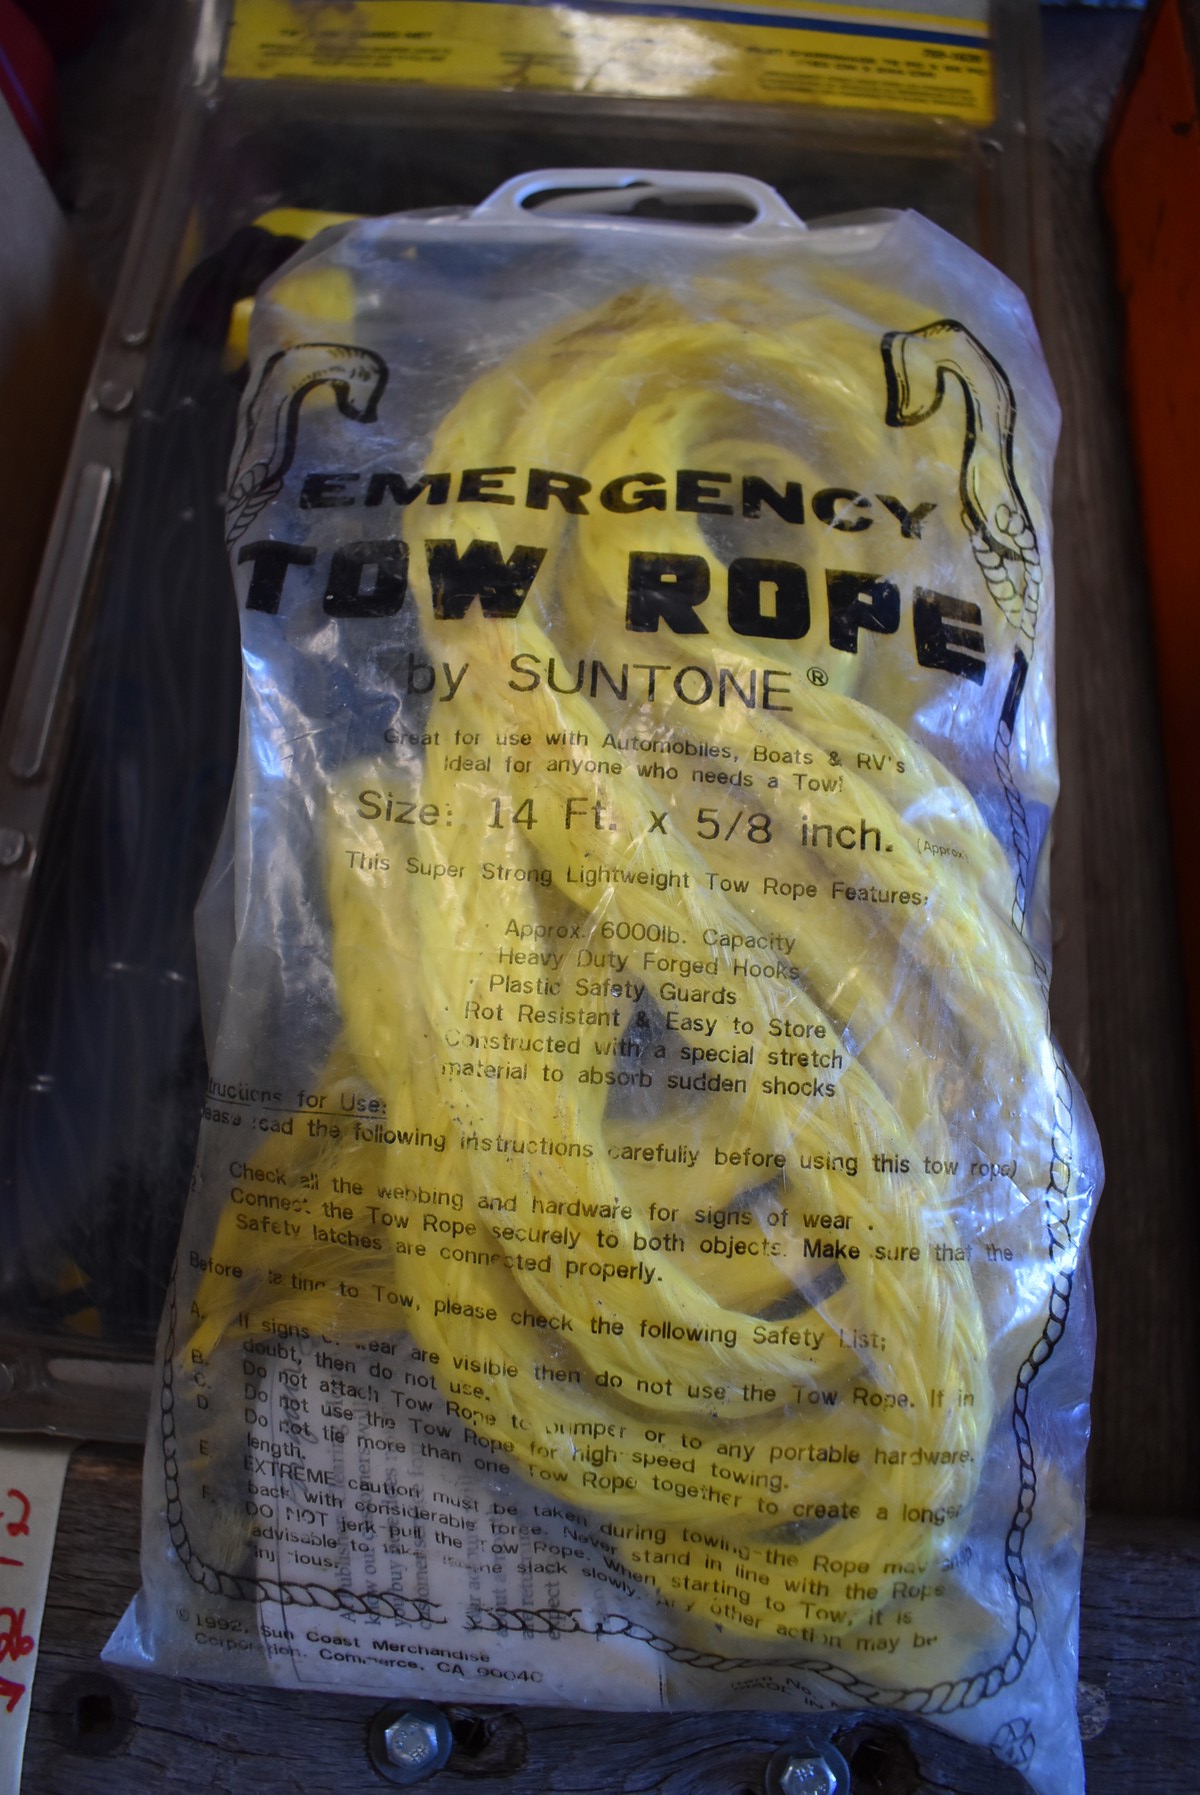 EMERGENCY
TOW ROPE
by SUNTONE®
Great for use with Automobiles, Boats & RV's
Ideal for anyone who needs a Tow!
Size: 14 Ft. x 5/8 inch. (Approx)
This Super Strong Lightweight Tow Rope Features:
· Approx. 6000lb. Capacity
· Heavy Duty Forged Hooks
· Plastic Safety Guards
· Rot Resistant & Easy to Store
· Constructed with a special stretch
material to absorb sudden shocks
for Use:
the following instructions carefully before using this tow rope)
Check all the webbing and hardware for signs of wear .
Connect the Tow Rope securely to both objects. Make sure that the
Safety latches are connected properly.
Before to Tow, please check the following Safety List;
A. If signs wear are visible then do not use the Tow Rope. If in
doubt, then do not use.
B. Do not attach Tow Rope to bumper or to any portable hardware.
C. Do not use the Tow Rope for high-speed towing.
D. Do not tie more than one Tow Rope together to create a longer
length.
E. EXTREME caution must be taken during towing-the Rope may
back with considerable force. Never stand in line with the Rope
F. DO NOT jerk-pull the Tow Rope. When starting to Tow, it is
advisable to slack slowly. Any other action may be
© 1992, Sun Coast Merchandise
Corporation. Commerce, CA 90040
Item No.
MADE IN